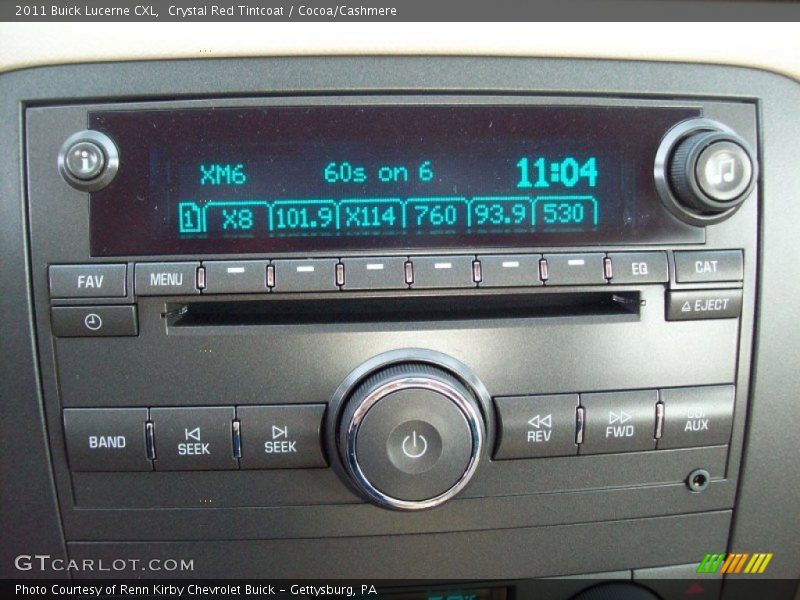 2011 Buick Lucerne CXL,  Crystal Red Tintcoat / Cocoa/Cashmere
XM6 60s on 6 11:04
1 X8 101.9 X114 760 93.9 530
FAV MENU EQ CAT
EJECT
BAND SEEK SEEK REV FWD AUX
GTCARLOT.COM
Photo Courtesy of Renn Kirby Chevrolet Buick - Gettysburg, PA